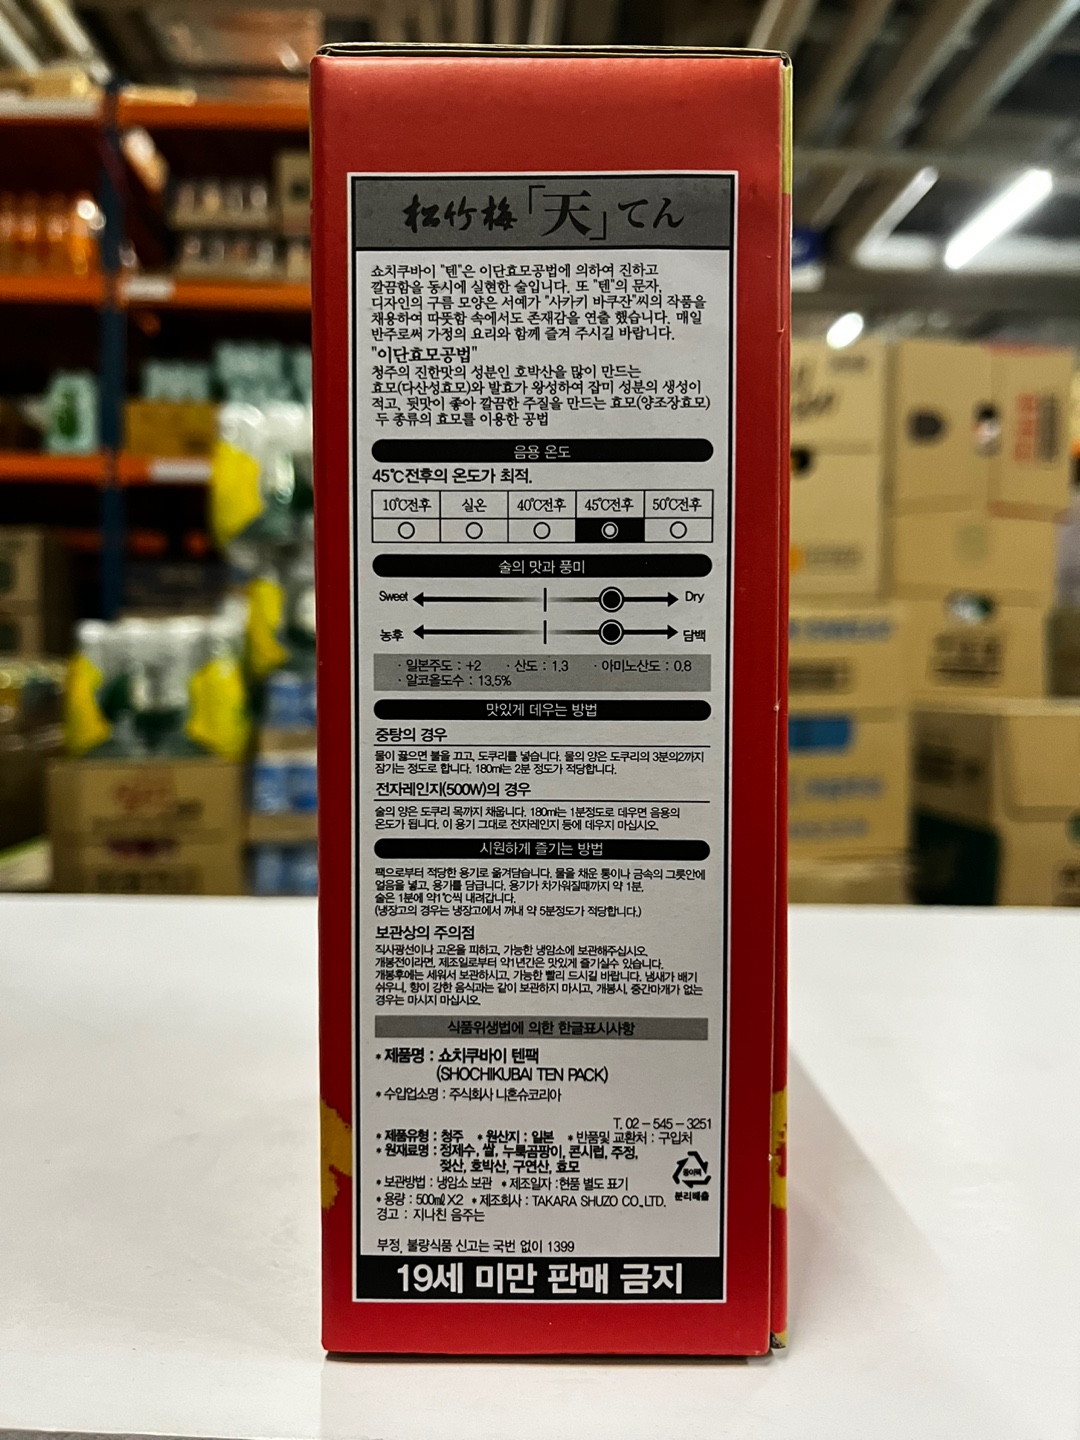 松竹梅「天」てん
쇼치쿠바이 "텐"은 이단효모공법에 의하여 진하고
깔끔함을 동시에 실현한 술입니다. 또 "텐"의 문자,
디자인의 구름 모양은 서예가 "사카키 바쿠잔"씨의 작품을
채용하여 따뜻함 속에서도 존재감을 연출 했습니다. 매일
반주로써 가정의 요리와 함께 즐겨 주시길 바랍니다.
"이단효모공법"
청주의 진한맛의 성분인 호박산을 많이 만드는
효모(다산성효모)와 발효가 왕성하여 잡미 성분의 생성이
적고, 뒷맛이 좋아 깔끔한 주질을 만드는 효모(양조장효모)
두 종류의 효모를 이용한 공법
음용 온도
45℃전후의 온도가 최적.
10℃전후 실온 40℃전후 45℃전후 50℃전후
술의 맛과 풍미
Sweet Dry
농후 담백
· 일본주도 : +2 · 산도 : 1.3 · 아미노산도 : 0.8
· 알코올도수 : 13.5%
맛있게 데우는 방법
중탕의 경우
물이 끓으면 불을 끄고, 도쿠리를 넣습니다. 물의 양은 도쿠리의 3분의2까지
잠기는 정도로 합니다. 180ml는 2분 정도가 적당합니다.
전자레인지(500W)의 경우
술의 양은 도쿠리 목까지 채웁니다. 180ml는 1분정도로 데우면 음용의
온도가 됩니다. 이 용기 그대로 전자레인지 등에 데우지 마십시오.
시원하게 즐기는 방법
팩으로부터 적당한 용기로 옮겨담습니다. 물을 채운 통이나 금속의 그릇안에
얼음을 넣고, 용기를 담급니다. 용기가 차가워질때까지 약 1분.
술은 1분에 약1℃씩 내려갑니다.
(냉장고의 경우는 냉장고에서 꺼내 약 5분정도가 적당합니다.)
보관상의 주의점
직사광선이나 고온을 피하고, 가능한 냉암소에 보관해주십시오.
개봉전이라면, 제조일로부터 약1년간은 맛있게 즐기실수 있습니다.
개봉후에는 세워서 보관하시고, 가능한 빨리 드시길 바랍니다. 냄새가 배기
쉬우니, 향이 강한 음식과는 같이 보관하지 마시고, 개봉시, 중간마개가 없는
경우는 마시지 마십시오.
식품위생법에 의한 한글표시사항
* 제품명 : 쇼치쿠바이 텐팩
(SHOCHIKUBAI TEN PACK)
* 수입업소명 : 주식회사 니혼슈코리아
T. 02 - 545 - 3251
* 제품유형 : 청주 * 원산지 : 일본 * 반품및 교환처 : 구입처
* 원재료명 : 정제수, 쌀, 누룩곰팡이, 콘시럽, 주정,
젖산, 호박산, 구연산, 효모
* 보관방법 : 냉암소 보관 * 제조일자 :현품 별도 표기
종이팩
분리배출
* 용량 : 500㎖X2 * 제조회사 : TAKARA SHUZO CO.,LTD.
경고 : 지나친 음주는
부정, 불량식품 신고는 국번 없이 1399
19세 미만 판매 금지